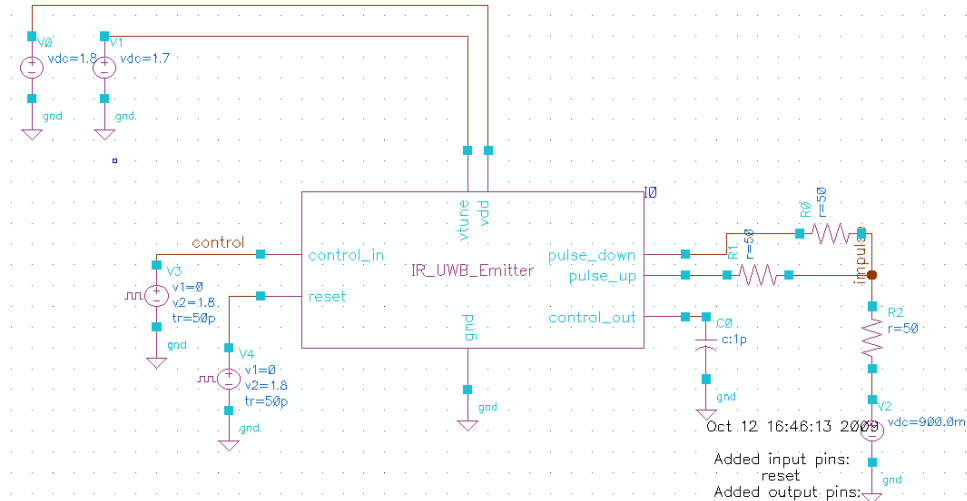 V0
vdc=1.8
V1
vdc=1.7
gnd
gnd
I0
vtune
vdd
control
control_in
reset
IR_UWB_Emitter
pulse_down
pulse_up
control_out
gnd
gnd
V3
v1=0
v2=1.8
tr=50p
gnd
V4
v1=0
v2=1.8
tr=50p
gnd
R0
r=50
R1
r=50
impulse
R2
r=50
C0
c:1p
gnd
V2
vdc=900.0m
gnd
Oct 12 16:46:13 2009
Added input pins:
reset
Added output pins: